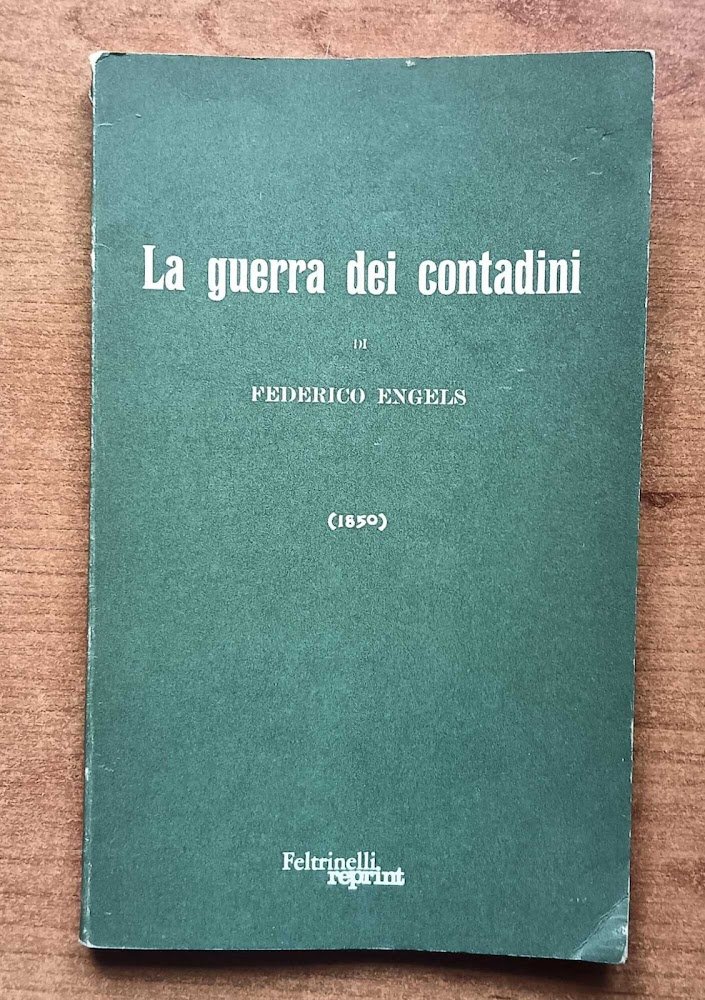 La guerra dei contadini
DI
FEDERICO ENGELS
(1850)
Feltrinelli
reprint